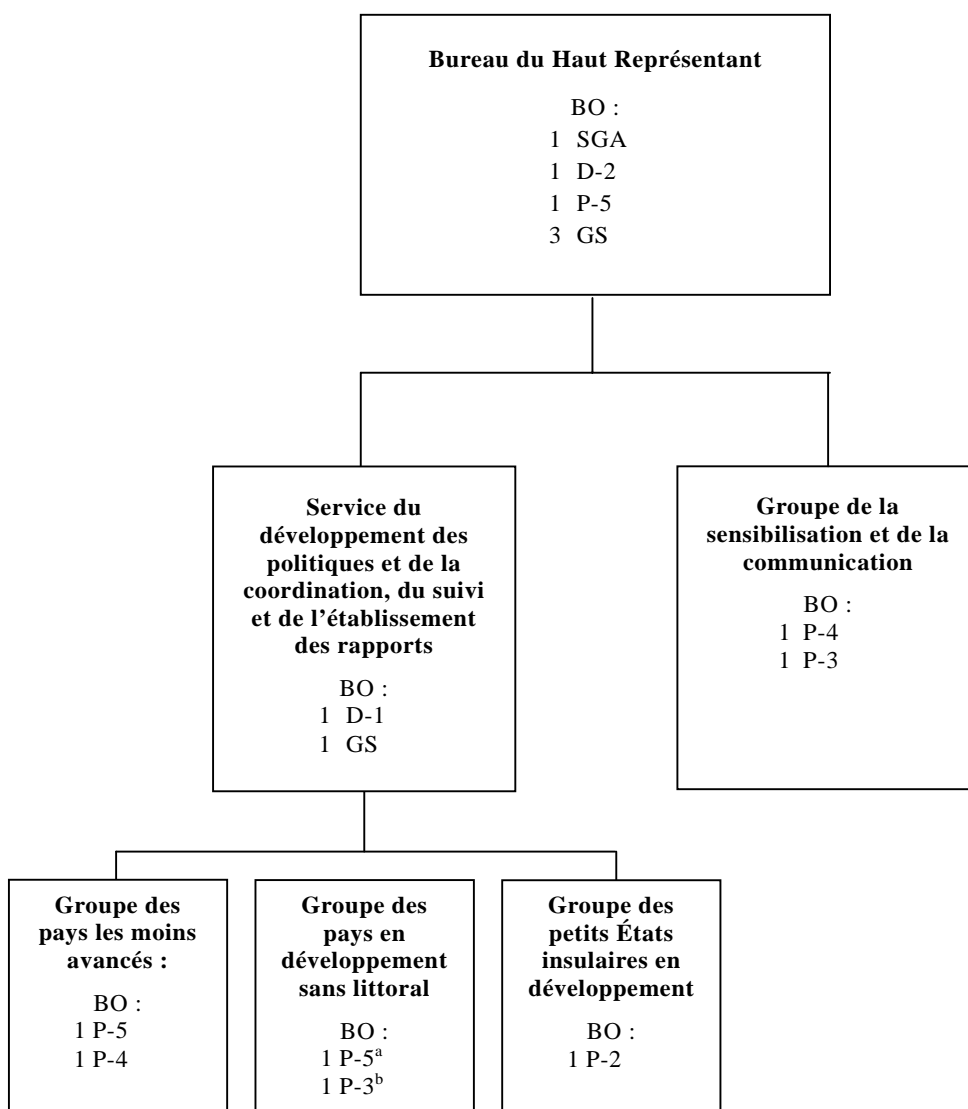 Bureau du Haut Représentant
BO :
1 SGA
1 D-2
1 P-5
3 GS
Service du
développement des
politiques et de la
coordination, du suivi
et de l'établissement
des rapports
BO :
1 D-1
1 GS
Groupe de la
sensibilisation et de la
communication
BO :
1 P-4
1 P-3
Groupe des
pays les moins
avancés :
BO :
1 P-5
1 P-4
Groupe des
pays en
développement
sans littoral
BO :
1 P-5ᵃ
1 P-3ᵇ
Groupe des
petits États
insulaires en
développement
BO :
1 P-2